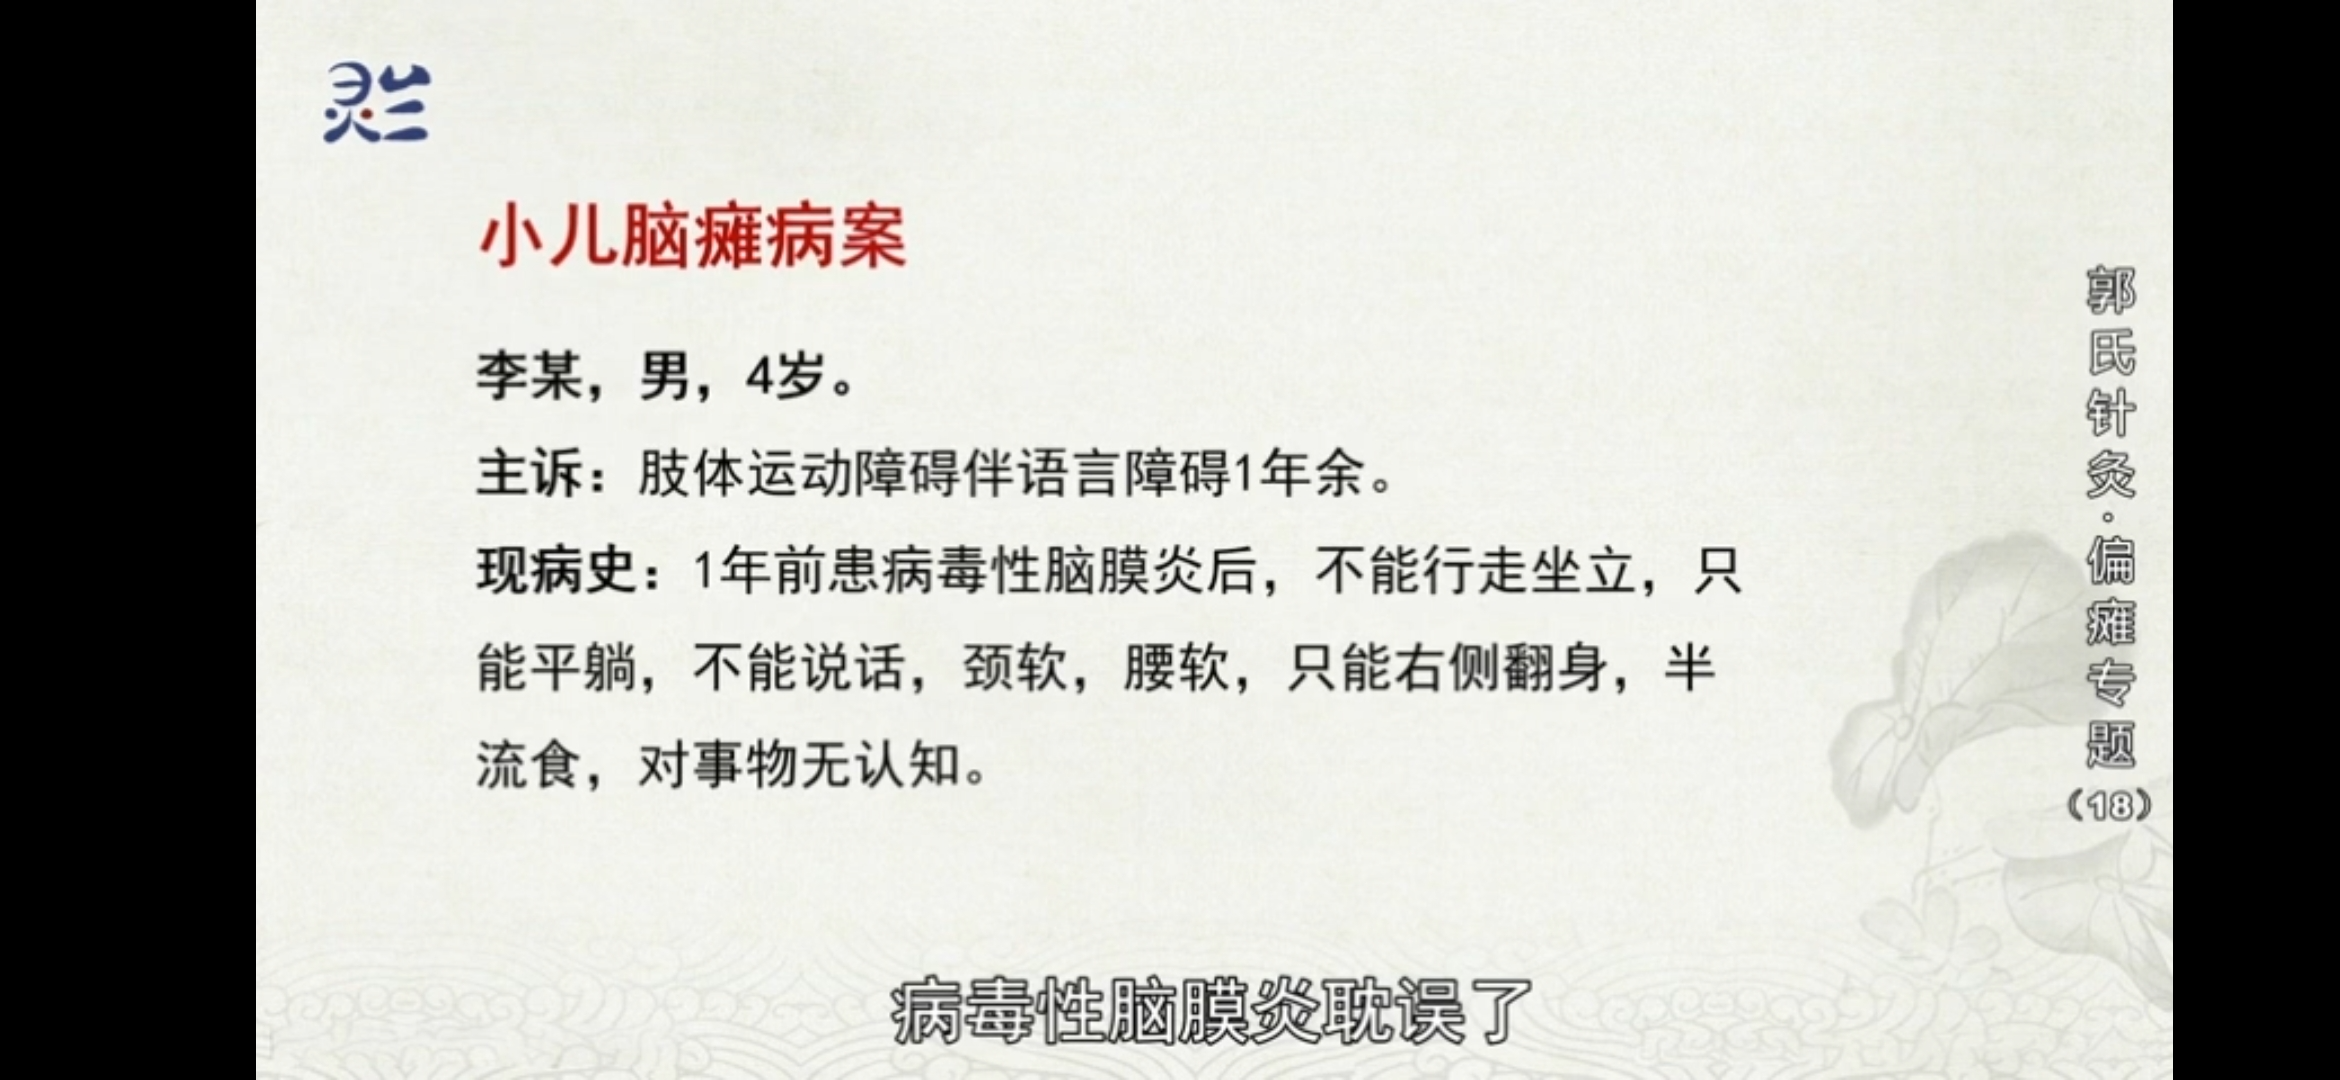 灵兰
小儿脑瘫病案
李某，男，4岁。
主诉：肢体运动障碍伴语言障碍1年余。
现病史：1年前患病毒性脑膜炎后，不能行走坐立，只
能平躺，不能说话，颈软，腰软，只能右侧翻身，半
流食，对事物无认知。
郭氏针灸·偏瘫专题（18）
病毒性脑膜炎耽误了